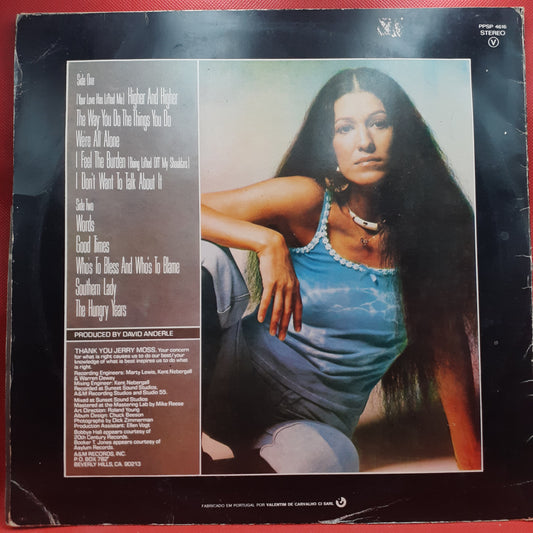 PPSP 4616
STEREO
V
Side One
(Your Love Has Lifted Me) Higher And Higher
The Way You Do The Things You Do
We're All Alone
I Feel The Burden (Being Lifted Off My Shoulders)
I Don't Want To Talk About It
Side Two
Words
Good Times
Who's To Bless And Who's To Blame
Southern Lady
The Hungry Years
PRODUCED BY DAVID ANDERLE
THANK YOU JERRY MOSS. Your concern
for what is right causes us to do our best/your
knowledge of what is best inspires us to do what
is right.
Recording Engineers: Marty Lewis, Kent Nebergall
& Warren Dewey
Mixing Engineer: Kent Nebergall
Recorded at Sunset Sound Studios,
A&M Recording Studios and Studio 55.
Mixed at Sunset Sound Studios
Mastered at the Mastering Lab by Mike Reese
Art Direction: Roland Young
Album Design: Chuck Beeson
Photographs by Dick Zimmerman
Production Assistant: Ellen Vogt
Bobbye Hall appears courtesy of
20th Century Records.
Booker T. Jones appears courtesy of
Asylum Records.
A&M RECORDS, INC.
P.O. BOX 782
BEVERLY HILLS, CA. 90213
FABRICADO EM PORTUGAL POR VALENTIM DE CARVALHO CI SARL